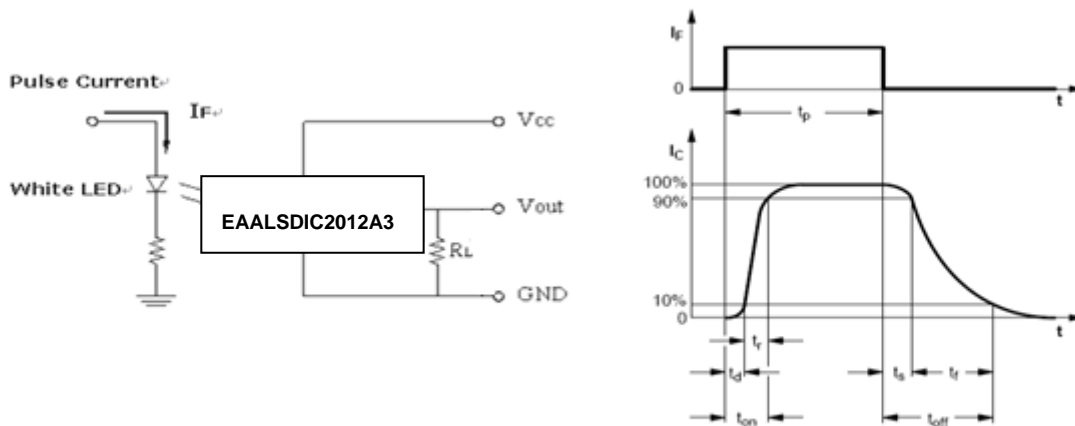 Pulse Current
IF
White LED
EAALSDIC2012A3
Vcc
Vout
RL
GND
IF
0
t
tp
IC
100%
90%
10%
0
t
tr
td
ts
tf
ton
toff